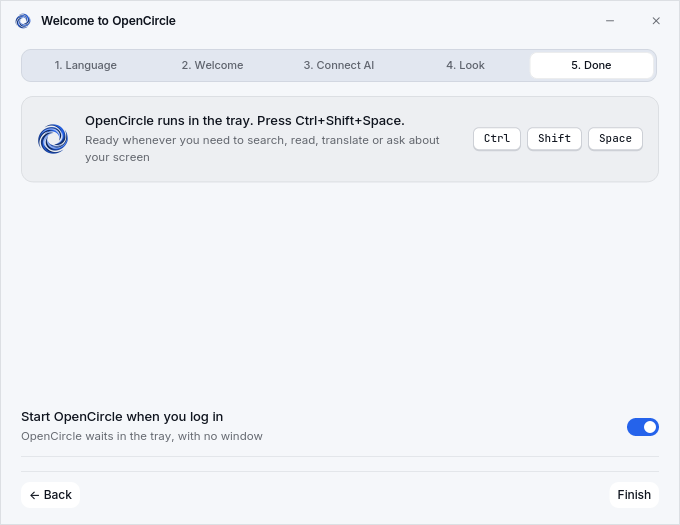 Welcome to OpenCircle
1. Language
2. Welcome
3. Connect AI
4. Look
5. Done
OpenCircle runs in the tray. Press Ctrl+Shift+Space.
Ready whenever you need to search, read, translate or ask about
your screen
Ctrl
Shift
Space
Start OpenCircle when you log in
OpenCircle waits in the tray, with no window
← Back
Finish